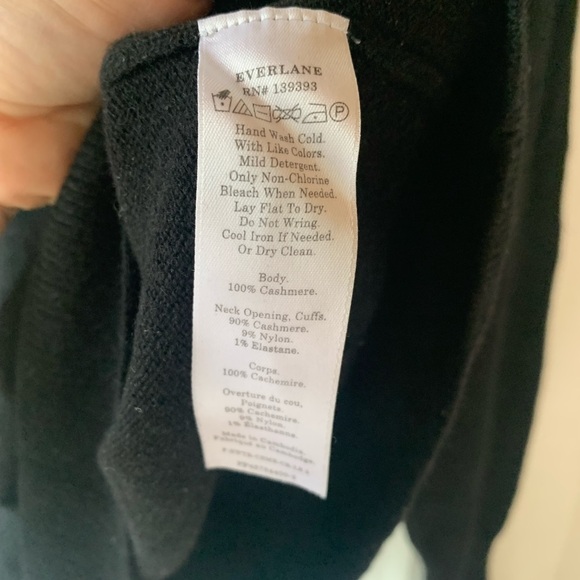 EVERLANE
RN# 139393
P
Hand Wash Cold.
With Like Colors.
Mild Detergent.
Only Non-Chlorine
Bleach When Needed.
Lay Flat To Dry.
Do Not Wring.
Cool Iron If Needed.
Or Dry Clean.
Body.
100% Cashmere.
Neck Opening, Cuffs.
90% Cashmere.
9% Nylon.
1% Elastane.
Corps.
100% Cachemire.
Overture du cou,
Poignets.
90% Cachemire.
9% Nylon.
1% Elasthanne.
Made in Cambodia.
Fabriqué au Cambodge.